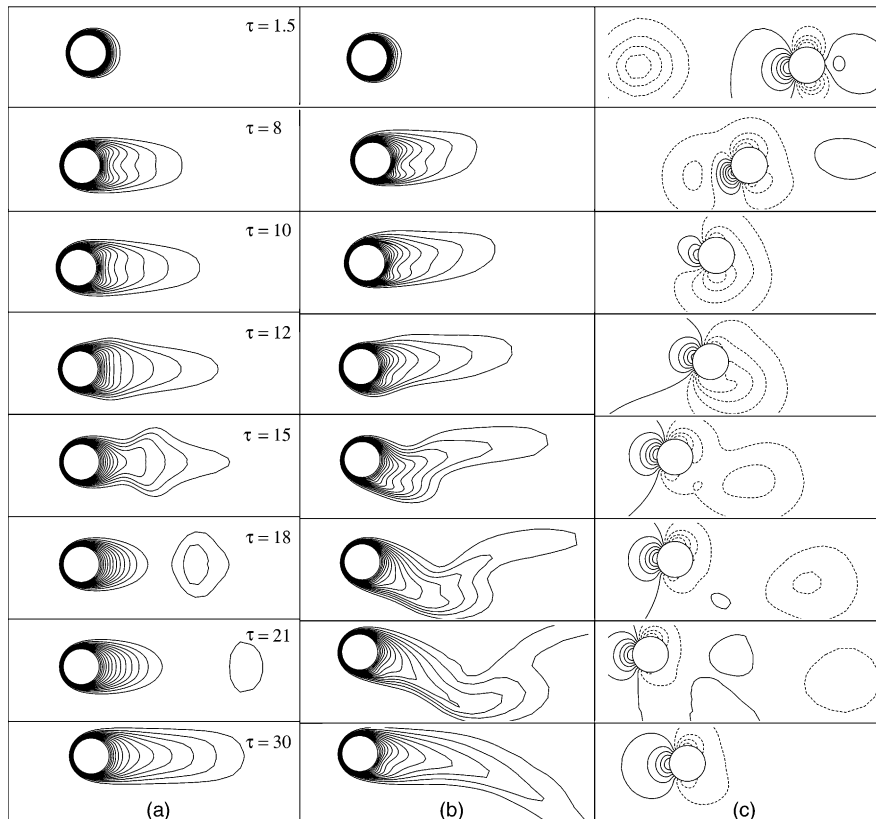 τ = 1.5
τ = 8
τ = 10
τ = 12
τ = 15
τ = 18
τ = 21
τ = 30
(a) (b) (c)